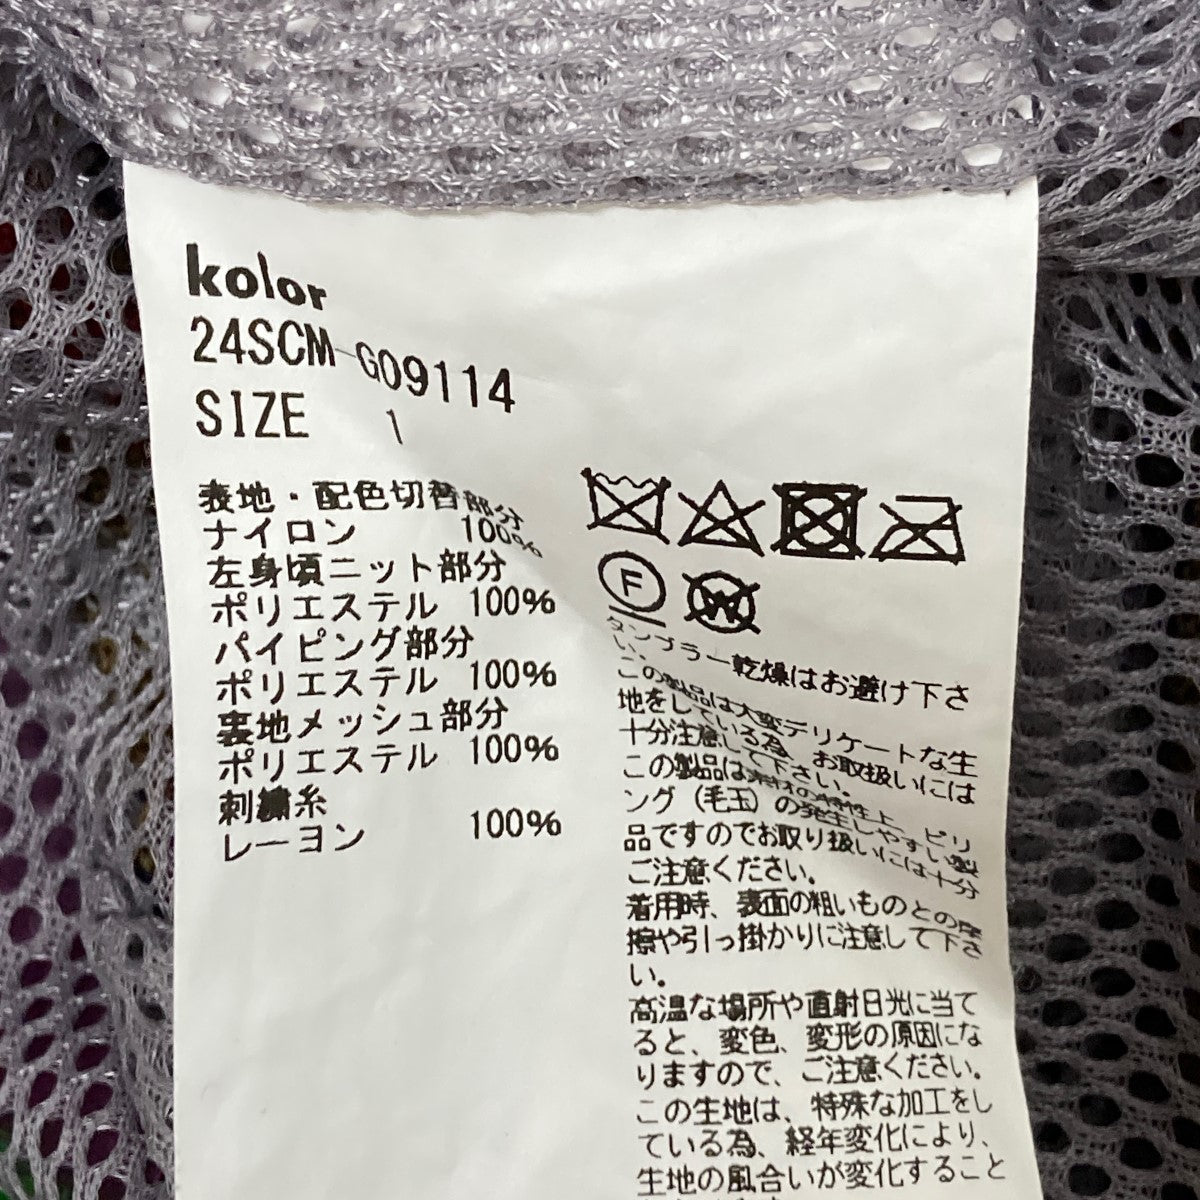 kolor
24SCM-G09114
SIZE 1
表地・配色切替部分
ナイロン 100%
左身頃ニット部分
ポリエステル 100%
パイピング部分
ポリエステル 100%
裏地メッシュ部分
ポリエステル 100%
刺繍糸
レーヨン 100%
F
W
タンブラー乾燥はお避け下さ
い。
この製品は大変デリケートな生
地をしている為、お取扱いには
十分注意して下さい。
この製品は素材の特性上、ピリ
ング(毛玉)の発生しやすい製
品ですのでお取り扱いには十分
ご注意ください。
着用時、表面の粗いものとの摩
擦や引っ掛かりに注意して下さ
い。
高温な場所や直射日光に当て
ると、変色、変形の原因にな
りますので、ご注意ください。
この生地は、特殊な加工をし
ている為、経年変化により、
生地の風合いが変化すること